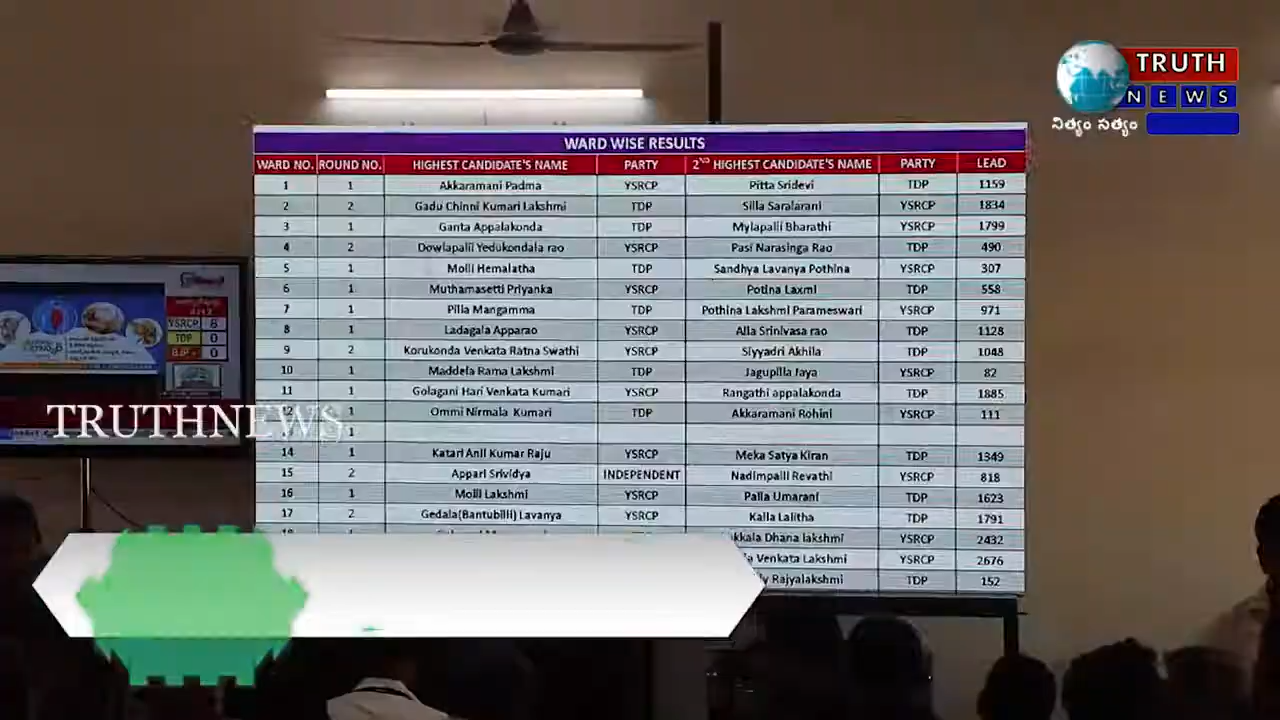 TRUTH
NEWS
నిత్యం సత్యం
WARD WISE RESULTS
WARD NO. ROUND NO. HIGHEST CANDIDATE'S NAME PARTY 2ND HIGHEST CANDIDATE'S NAME PARTY LEAD
1 1 Akkaramani Padma YSRCP Pitta Sridevi TDP 1159
2 2 Gadu Chinni Kumari Lakshmi TDP Silla Saralarani YSRCP 1834
3 1 Ganta Appalakonda TDP Mylapalli Bharathi YSRCP 1799
4 2 Dowlapalli Yedukondala rao YSRCP Pasi Narasinga Rao TDP 490
5 1 Molli Hemalatha TDP Sandhya Lavanya Pothina YSRCP 307
6 1 Muthamasetti Priyanka YSRCP Potina Laxmi TDP 558
7 1 Pilla Mangamma TDP Pothina Lakshmi Parameswari YSRCP 971
8 1 Ladagala Apparao YSRCP Alla Srinivasa rao TDP 1128
9 2 Korukonda Venkata Ratna Swathi YSRCP Siyyadri Akhila TDP 1048
10 1 Maddela Rama Lakshmi TDP Jagupilla Jaya YSRCP 82
11 1 Golagani Hari Venkata Kumari YSRCP Rangathi appalakonda TDP 1885
12 1 Ommi Nirmala Kumari TDP Akkaramani Rohini YSRCP 111
1
14 1 Katari Anil Kumar Raju YSRCP Meka Satya Kiran TDP 1349
15 2 Appari Srividya INDEPENDENT Nadimpalli Revathi YSRCP 818
16 1 Molli Lakshmi YSRCP Palla Umarani TDP 1623
17 2 Gedala(Bantubilli) Lavanya YSRCP Kalla Lalitha TDP 1791
Dhana lakshmi YSRCP 2432
Venkata Lakshmi YSRCP 2676
Rajyalakshmi TDP 152
YSRCP 8
TDP 0
BJP 0
TRUTHNEWS